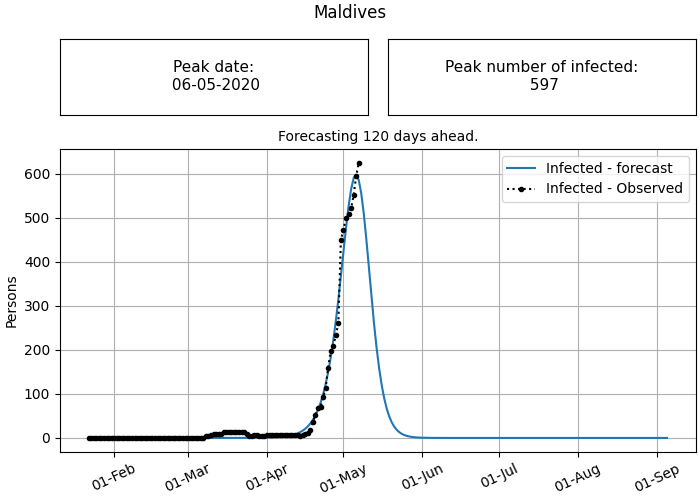 Maldives
Peak date:
06-05-2020
Peak number of infected:
597
Forecasting 120 days ahead.
Infected - forecast
Infected - Observed
Persons
600
500
400
300
200
100
0
01-Feb
01-Mar
01-Apr
01-May
01-Jun
01-Jul
01-Aug
01-Sep